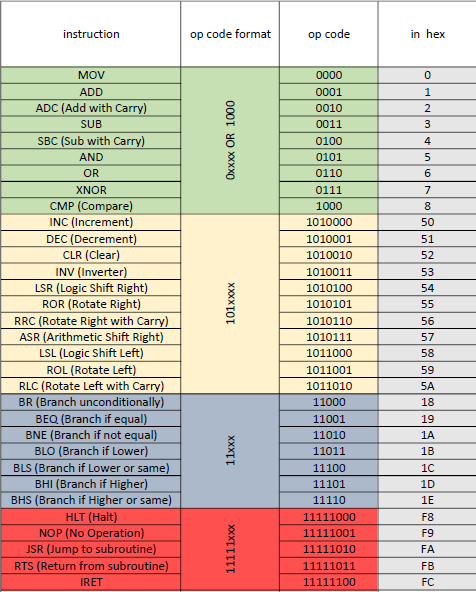 instruction op code format op code in hex
MOV 0000 0
ADD 0001 1
ADC (Add with Carry) 0010 2
SUB 0011 3
SBC (Sub with Carry) 0100 4
AND 0101 5
OR 0110 6
XNOR 0111 7
CMP (Compare) 1000 8
0xxxx OR 1000
INC (Increment) 1010000 50
DEC (Decrement) 1010001 51
CLR (Clear) 1010010 52
INV (Inverter) 1010011 53
LSR (Logic Shift Right) 1010100 54
ROR (Rotate Right) 1010101 55
RRC (Rotate Right with Carry) 1010110 56
ASR (Arithmetic Shift Right) 1010111 57
LSL (Logic Shift Left) 1011000 58
ROL (Rotate Left) 1011001 59
RLC (Rotate Left with Carry) 1011010 5A
101xxxx
BR (Branch unconditionally) 11000 18
BEQ (Branch if equal) 11001 19
BNE (Branch if not equal) 11010 1A
BLO (Branch if Lower) 11011 1B
BLS (Branch if Lower or same) 11100 1C
BHI (Branch if Higher) 11101 1D
BHS (Branch if Higher or same) 11110 1E
11xxx
HLT (Halt) 11111000 F8
NOP (No Operation) 11111001 F9
JSR (Jump to subroutine) 11111010 FA
RTS (Return from subroutine) 11111011 FB
IRET 11111100 FC
11111xxx